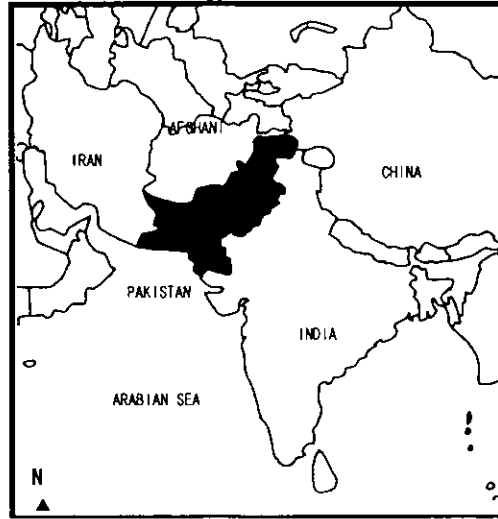 AFGHANI
IRAN
CHINA
PAKISTAN
INDIA
ARABIAN SEA
N